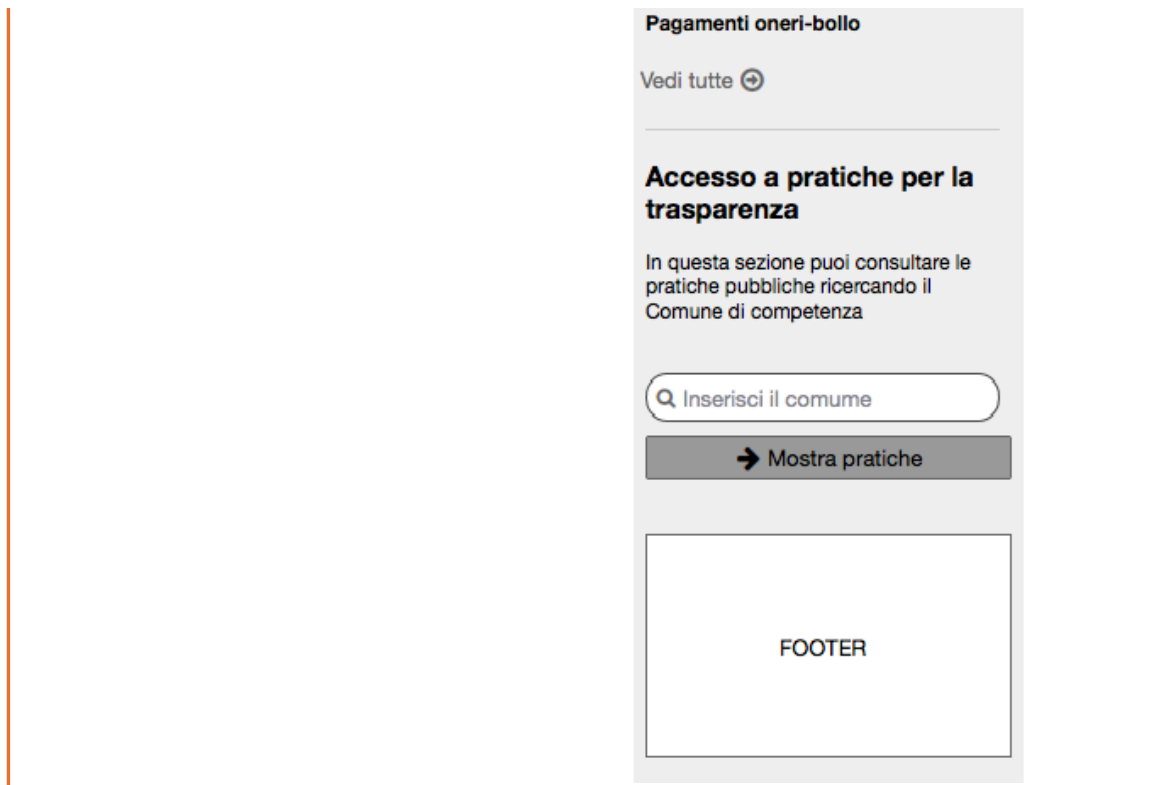 Pagamenti oneri-bollo
Vedi tutte
Accesso a pratiche per la
trasparenza
In questa sezione puoi consultare le
pratiche pubbliche ricercando il
Comune di competenza
Inserisci il comume
Mostra pratiche
FOOTER